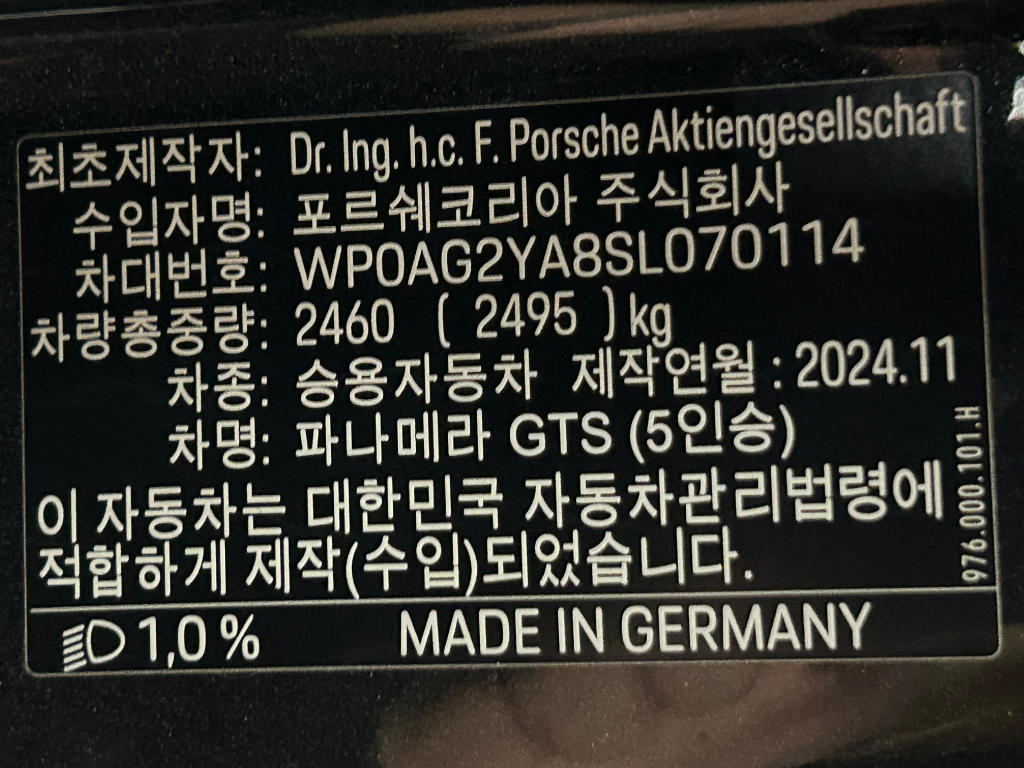 최초제작자: Dr. Ing. h.c. F. Porsche Aktiengesellschaft
수입자명: 포르쉐코리아 주식회사
차대번호: WP0AG2YA8SL070114
차량총중량: 2460 ( 2495 )kg
차종: 승용자동차 제작연월 : 2024.11
차명: 파나메라 GTS (5인승)
이 자동차는 대한민국 자동차관리법령에
적합하게 제작(수입)되었습니다.
976.000.101.H
1,0 % MADE IN GERMANY